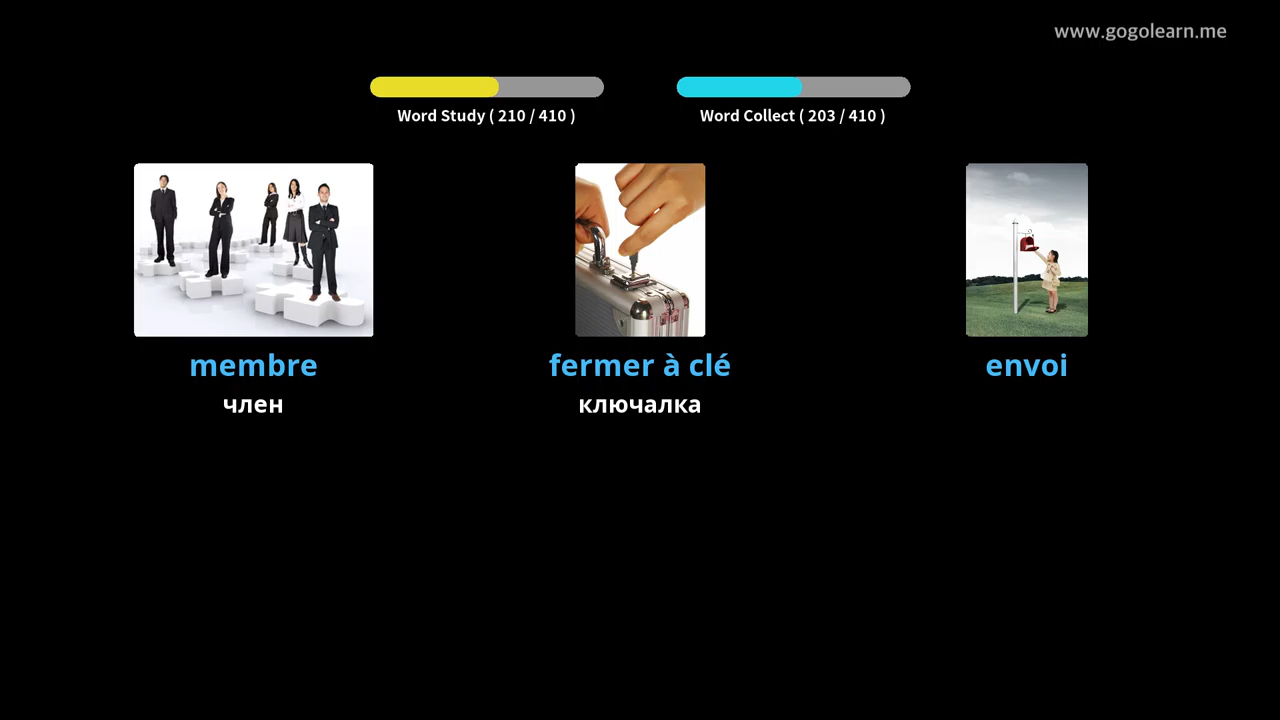 www.gogolearn.me
Word Study ( 210 / 410 )
Word Collect ( 203 / 410 )
membre
fermer à clé
envoi
член
ключалка